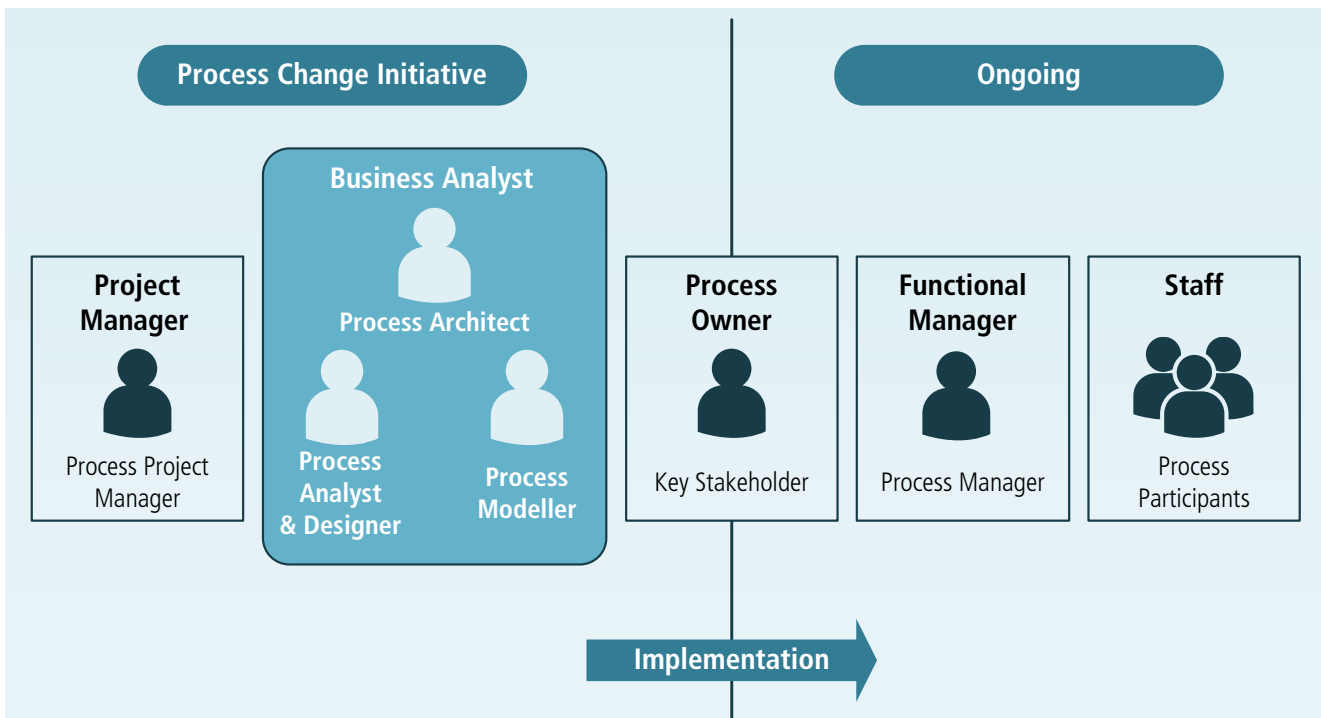 Process Change Initiative
Ongoing
Business Analyst
Process Architect
Process
Analyst
& Designer
Process
Modeller
Project
Manager
Process Project
Manager
Process
Owner
Key Stakeholder
Functional
Manager
Process Manager
Staff
Process
Participants
Implementation